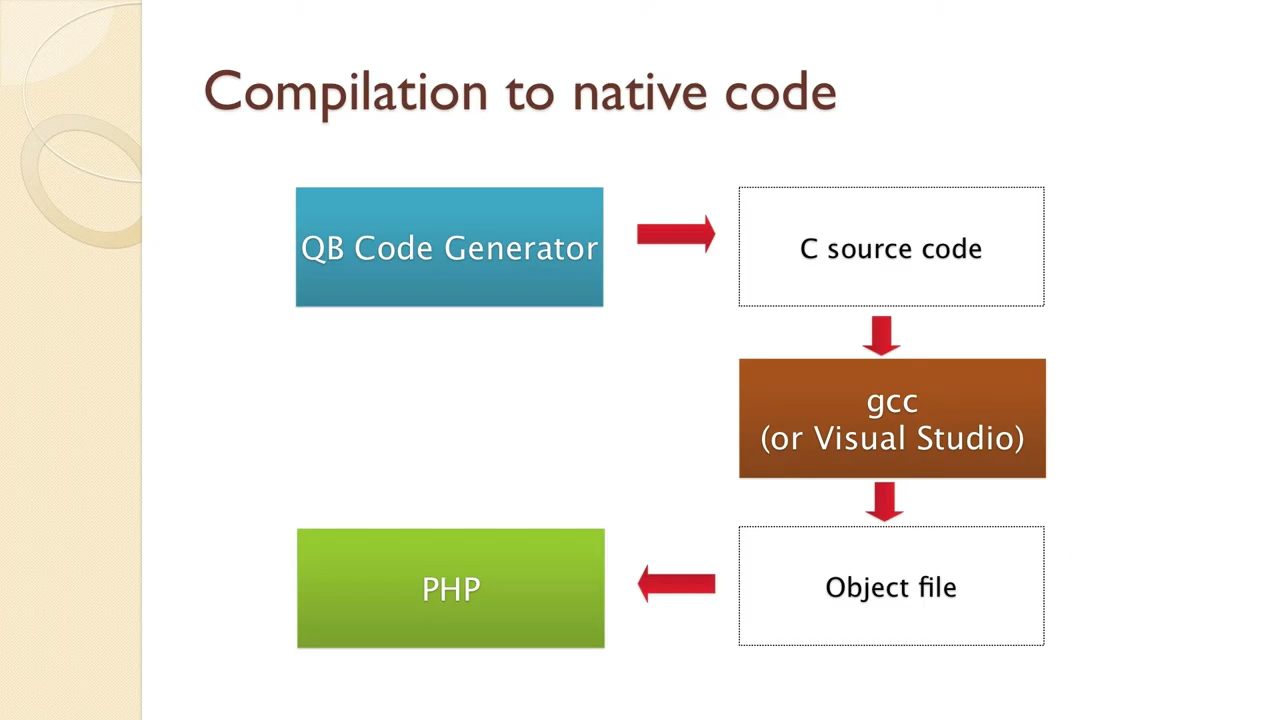 Compilation to native code
QB Code Generator
C source code
gcc
(or Visual Studio)
PHP
Object file